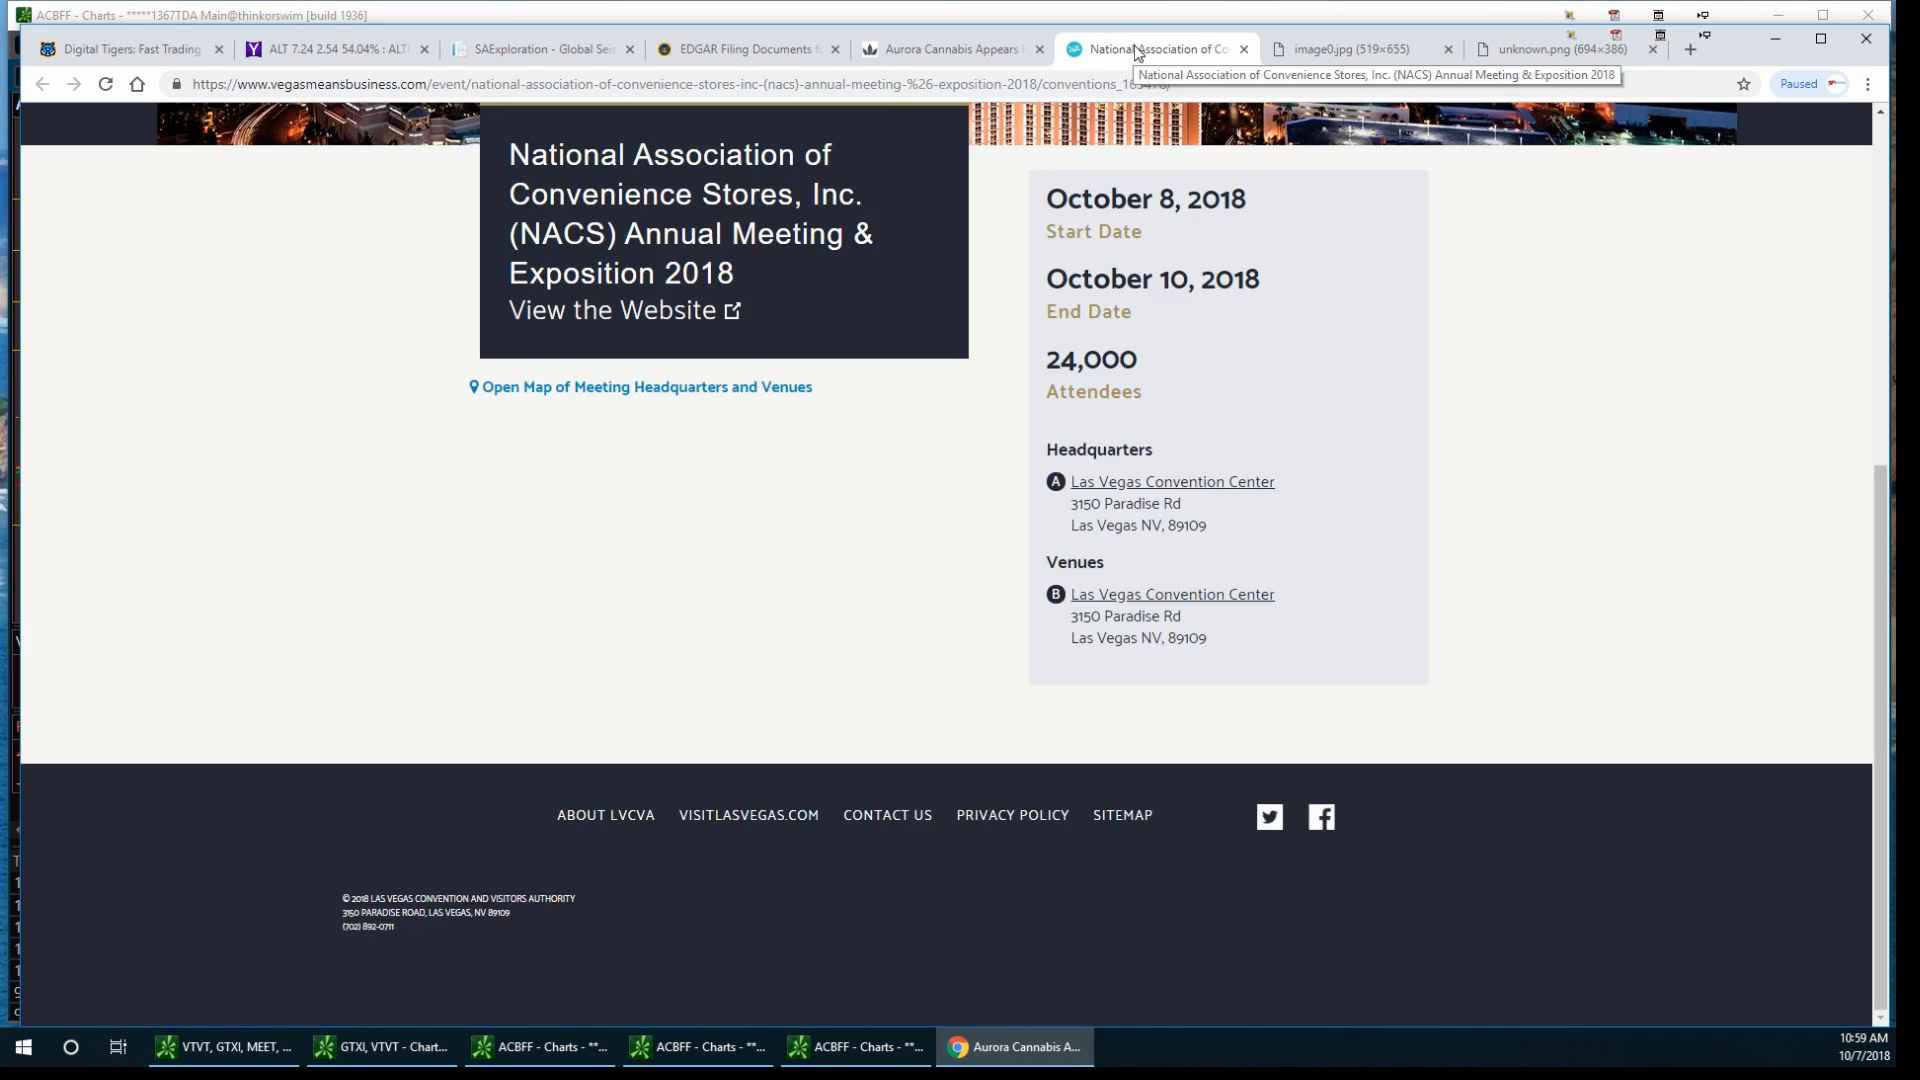 ACBFF - Charts - *****1367TDA Main@thinkorswim [build 1936]
Digital Tigers: Fast Trading
ALT 7.24 2.54 54.04% : ALTI
SAExploration - Global Seis
EDGAR Filing Documents fo
Aurora Cannabis Appears
National Association of Co
image0.jpg (519×655)
unknown.png (694×386)
National Association of Convenience Stores, Inc. (NACS) Annual Meeting & Exposition 2018
https://www.vegasmeansbusiness.com/event/national-association-of-convenience-stores-inc-(nacs)-annual-meeting-%26-exposition-2018/conventions_
Paused
National Association of
Convenience Stores, Inc.
(NACS) Annual Meeting &
Exposition 2018
View the Website
Open Map of Meeting Headquarters and Venues
October 8, 2018
Start Date
October 10, 2018
End Date
24,000
Attendees
Headquarters
A Las Vegas Convention Center
3150 Paradise Rd
Las Vegas NV, 89109
Venues
B Las Vegas Convention Center
3150 Paradise Rd
Las Vegas NV, 89109
ABOUT LVCVA VISITLASVEGAS.COM CONTACT US PRIVACY POLICY SITEMAP
© 2018 LAS VEGAS CONVENTION AND VISITORS AUTHORITY
3150 PARADISE ROAD, LAS VEGAS, NV 89109
(702) 892-0711
VTVT, GTXI, MEET, ...
GTXI, VTVT - Chart...
ACBFF - Charts - **...
ACBFF - Charts - **...
ACBFF - Charts - **...
Aurora Cannabis A...
10:59 AM
10/7/2018